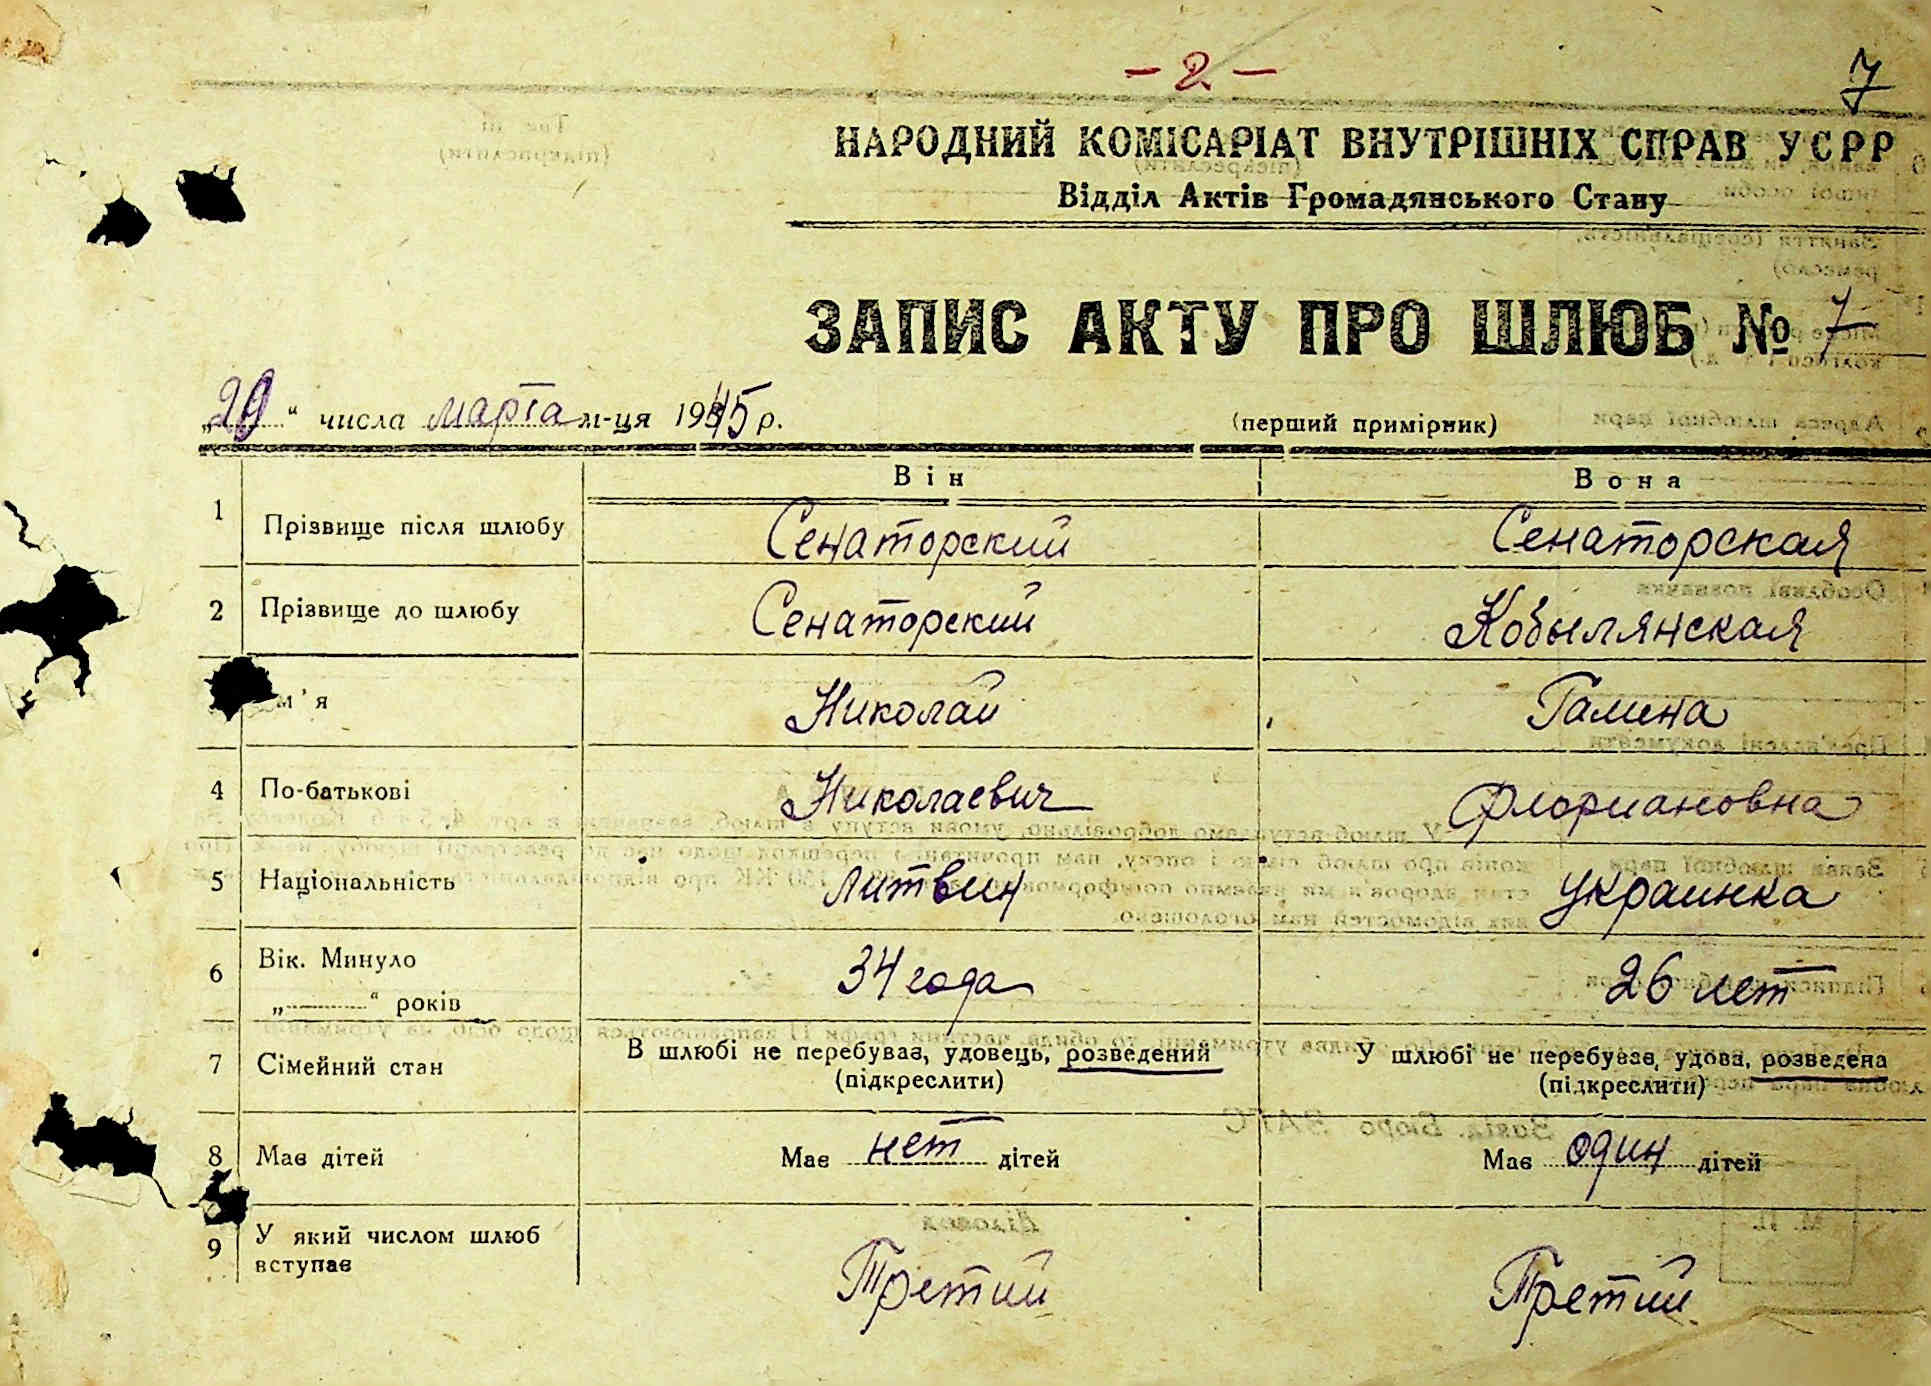 - 2 -
7
НАРОДНИЙ КОМІСАРІАТ ВНУТРІШНІХ СПРАВ УСРР
Відділ Актів Громадянського Стану
ЗАПИС АКТУ ПРО ШЛЮБ № 7
„29“ числа марта м-ця 1945 р.
(перший примірник)
Він Вона
1 Прізвище після шлюбу Сенаторский Сенаторская
2 Прізвище до шлюбу Сенаторский Кобылянская
м'я Николай Галина
4 По-батькові Николаевич Флориановна
5 Національність литвин украинка
6 Вік. Минуло 34 года 26 лет
„ “ років
7 Сімейний стан В шлюбі не перебував, удовець, розведений У шлюбі не перебував, удова, розведена
(підкреслити) (підкреслити)
8 Має дітей Має нет дітей Має один дітей
9 У який числом шлюб
вступає Третий Третий